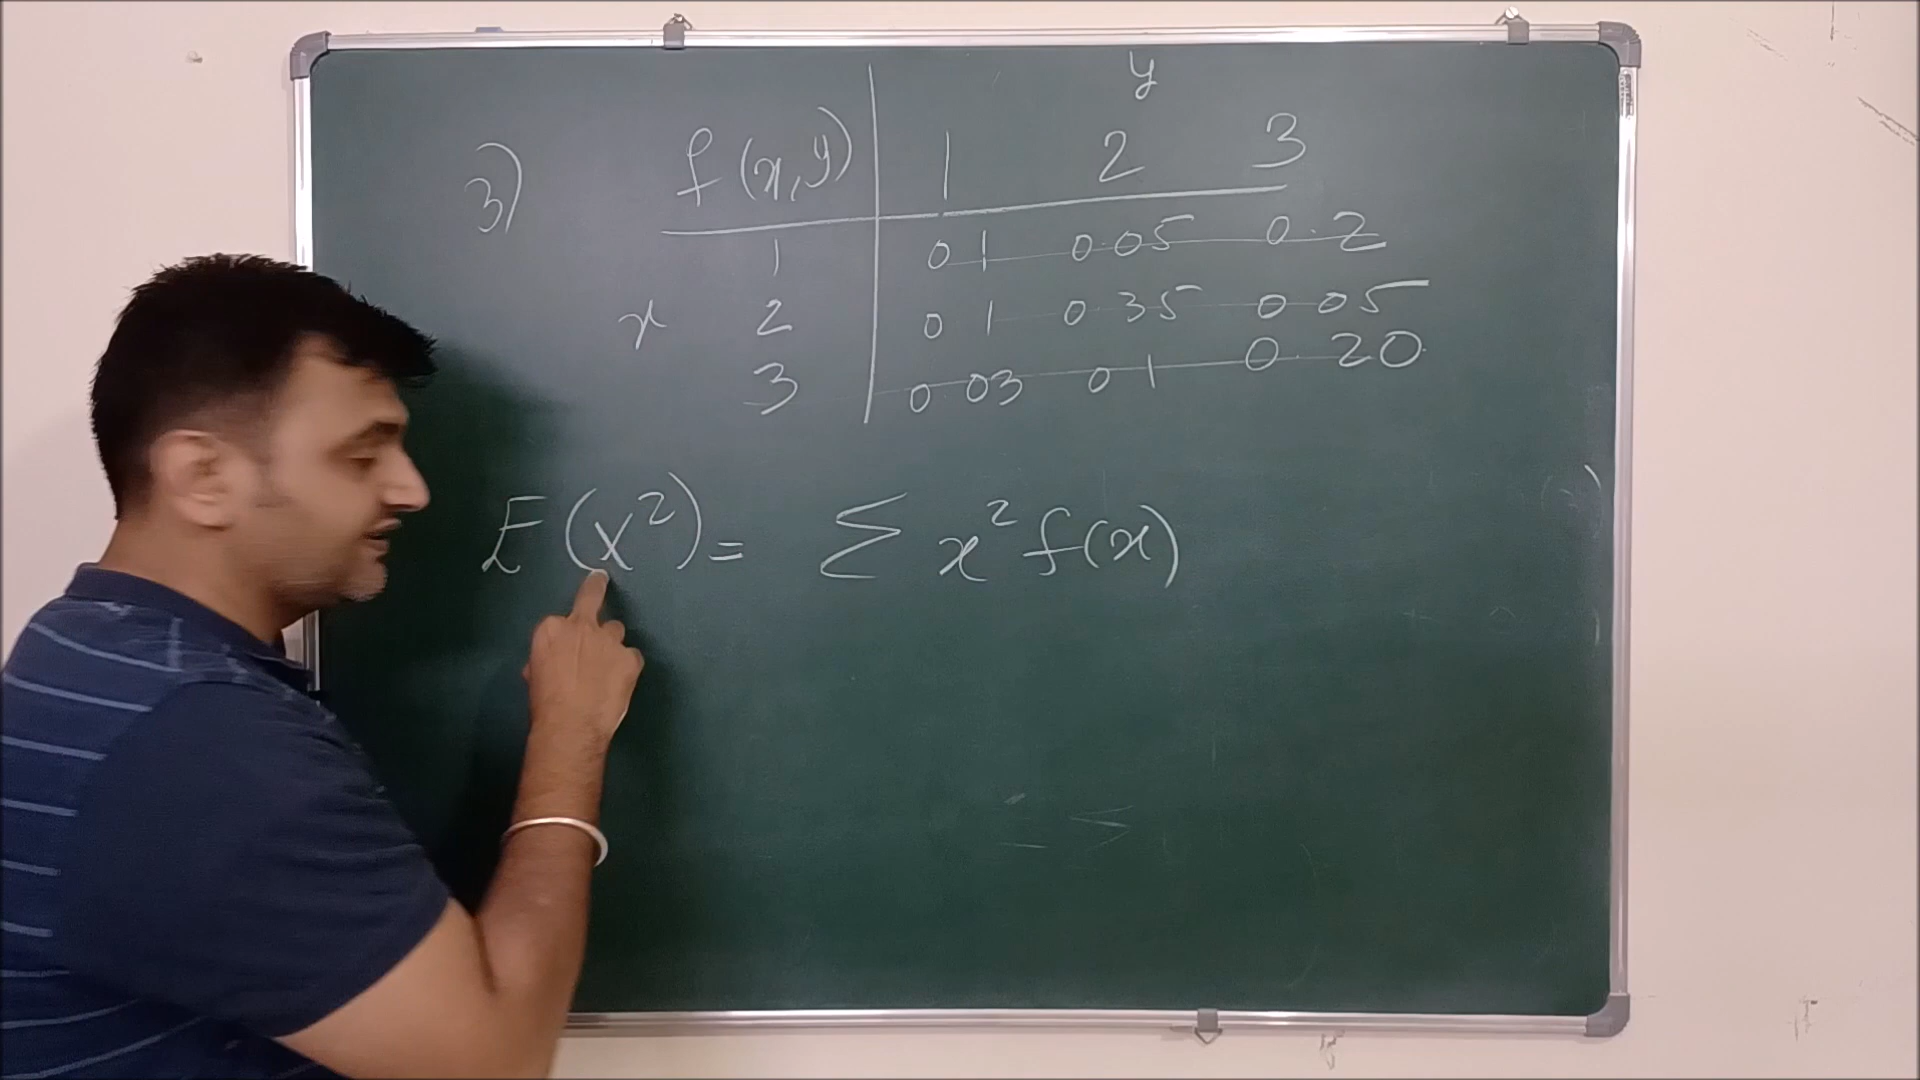 y
3) f(x,y) 1 2 3
1 0 1 0.05 0.2
x 2 0 1 0 35 0 05
3 0 03 0 1 0.20
E(X²) = Σ x² f(x)